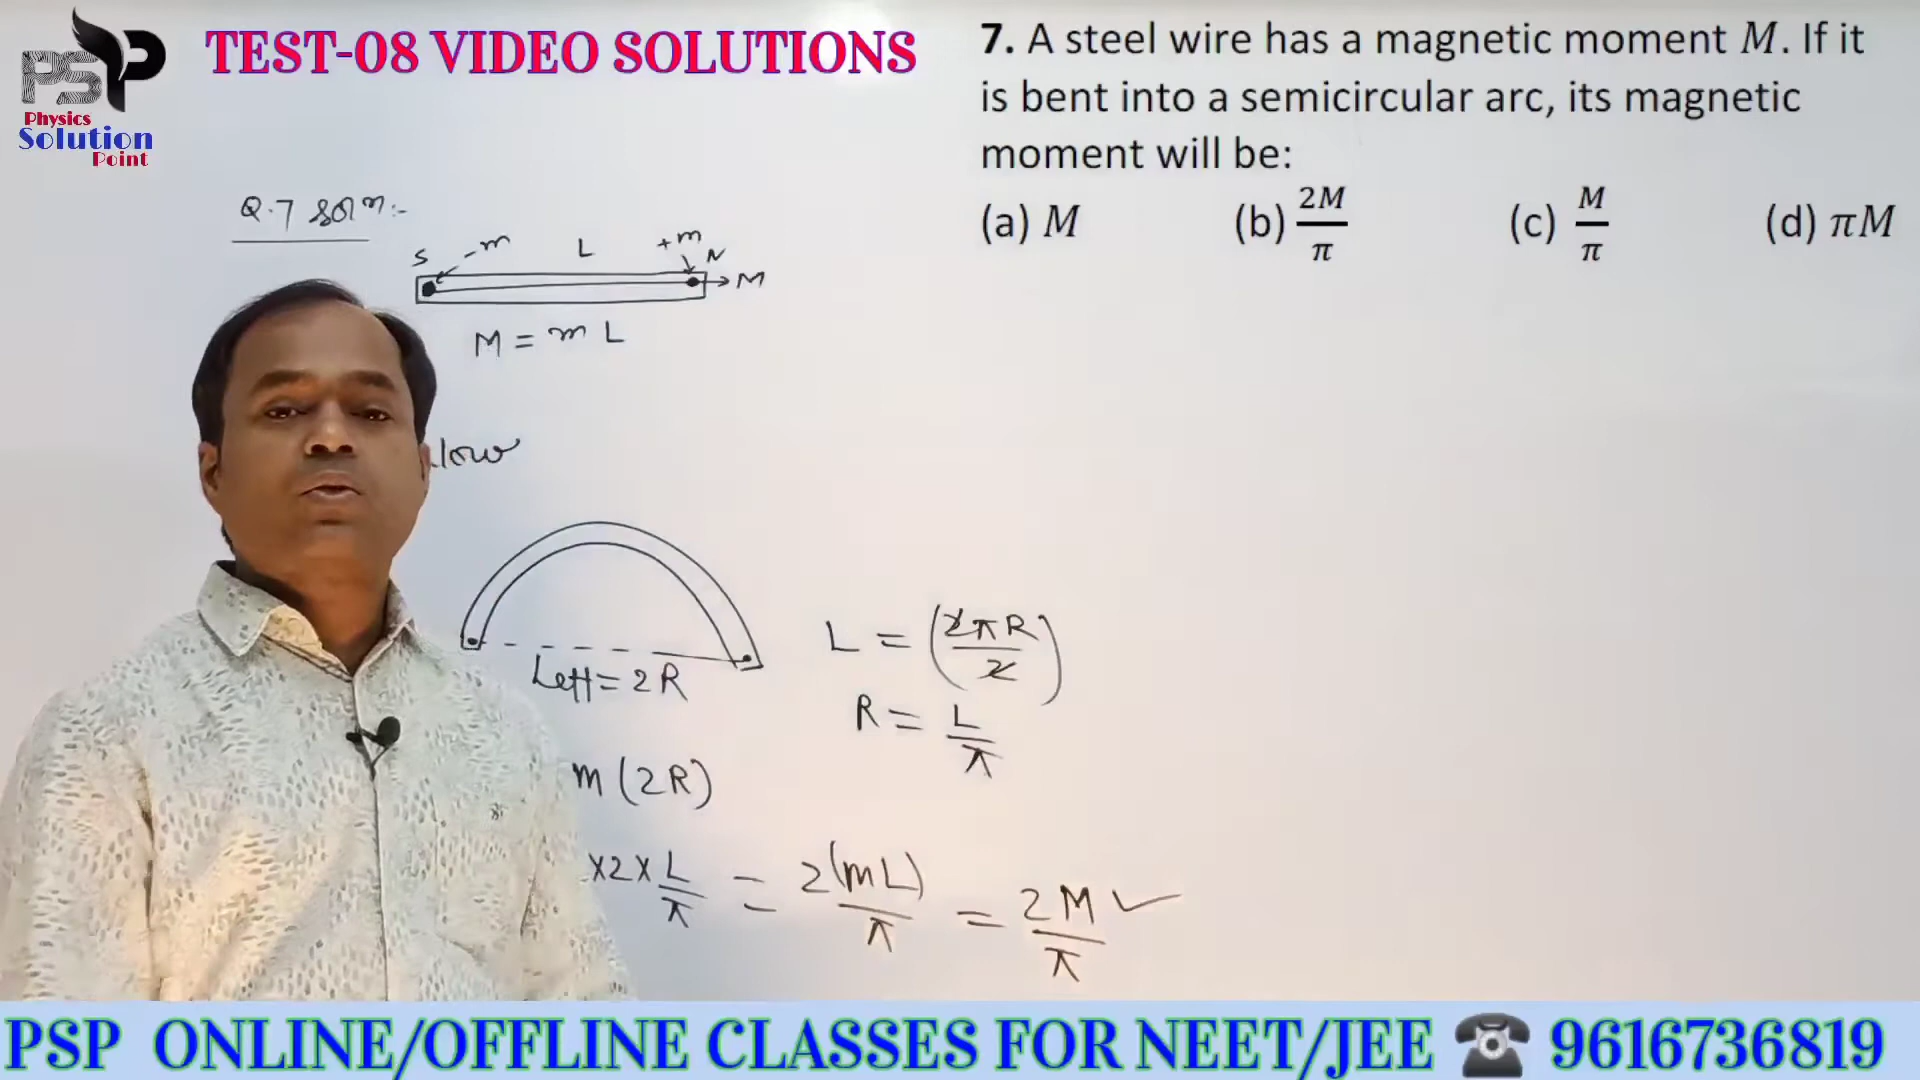 PSP
Physics
Solution
Point
TEST-08 VIDEO SOLUTIONS
7. A steel wire has a magnetic moment M. If it
is bent into a semicircular arc, its magnetic
moment will be:
(a) M (b) 2M/π (c) M/π (d) πM
Q.7 Soln:-
S -m L +m N
M
M = m L
low
Leff = 2R
L = (2πR/2)
R = L/π
m (2R)
×2× L/π = 2(mL)/π = 2M/π ✓
PSP ONLINE/OFFLINE CLASSES FOR NEET/JEE ☎ 9616736819